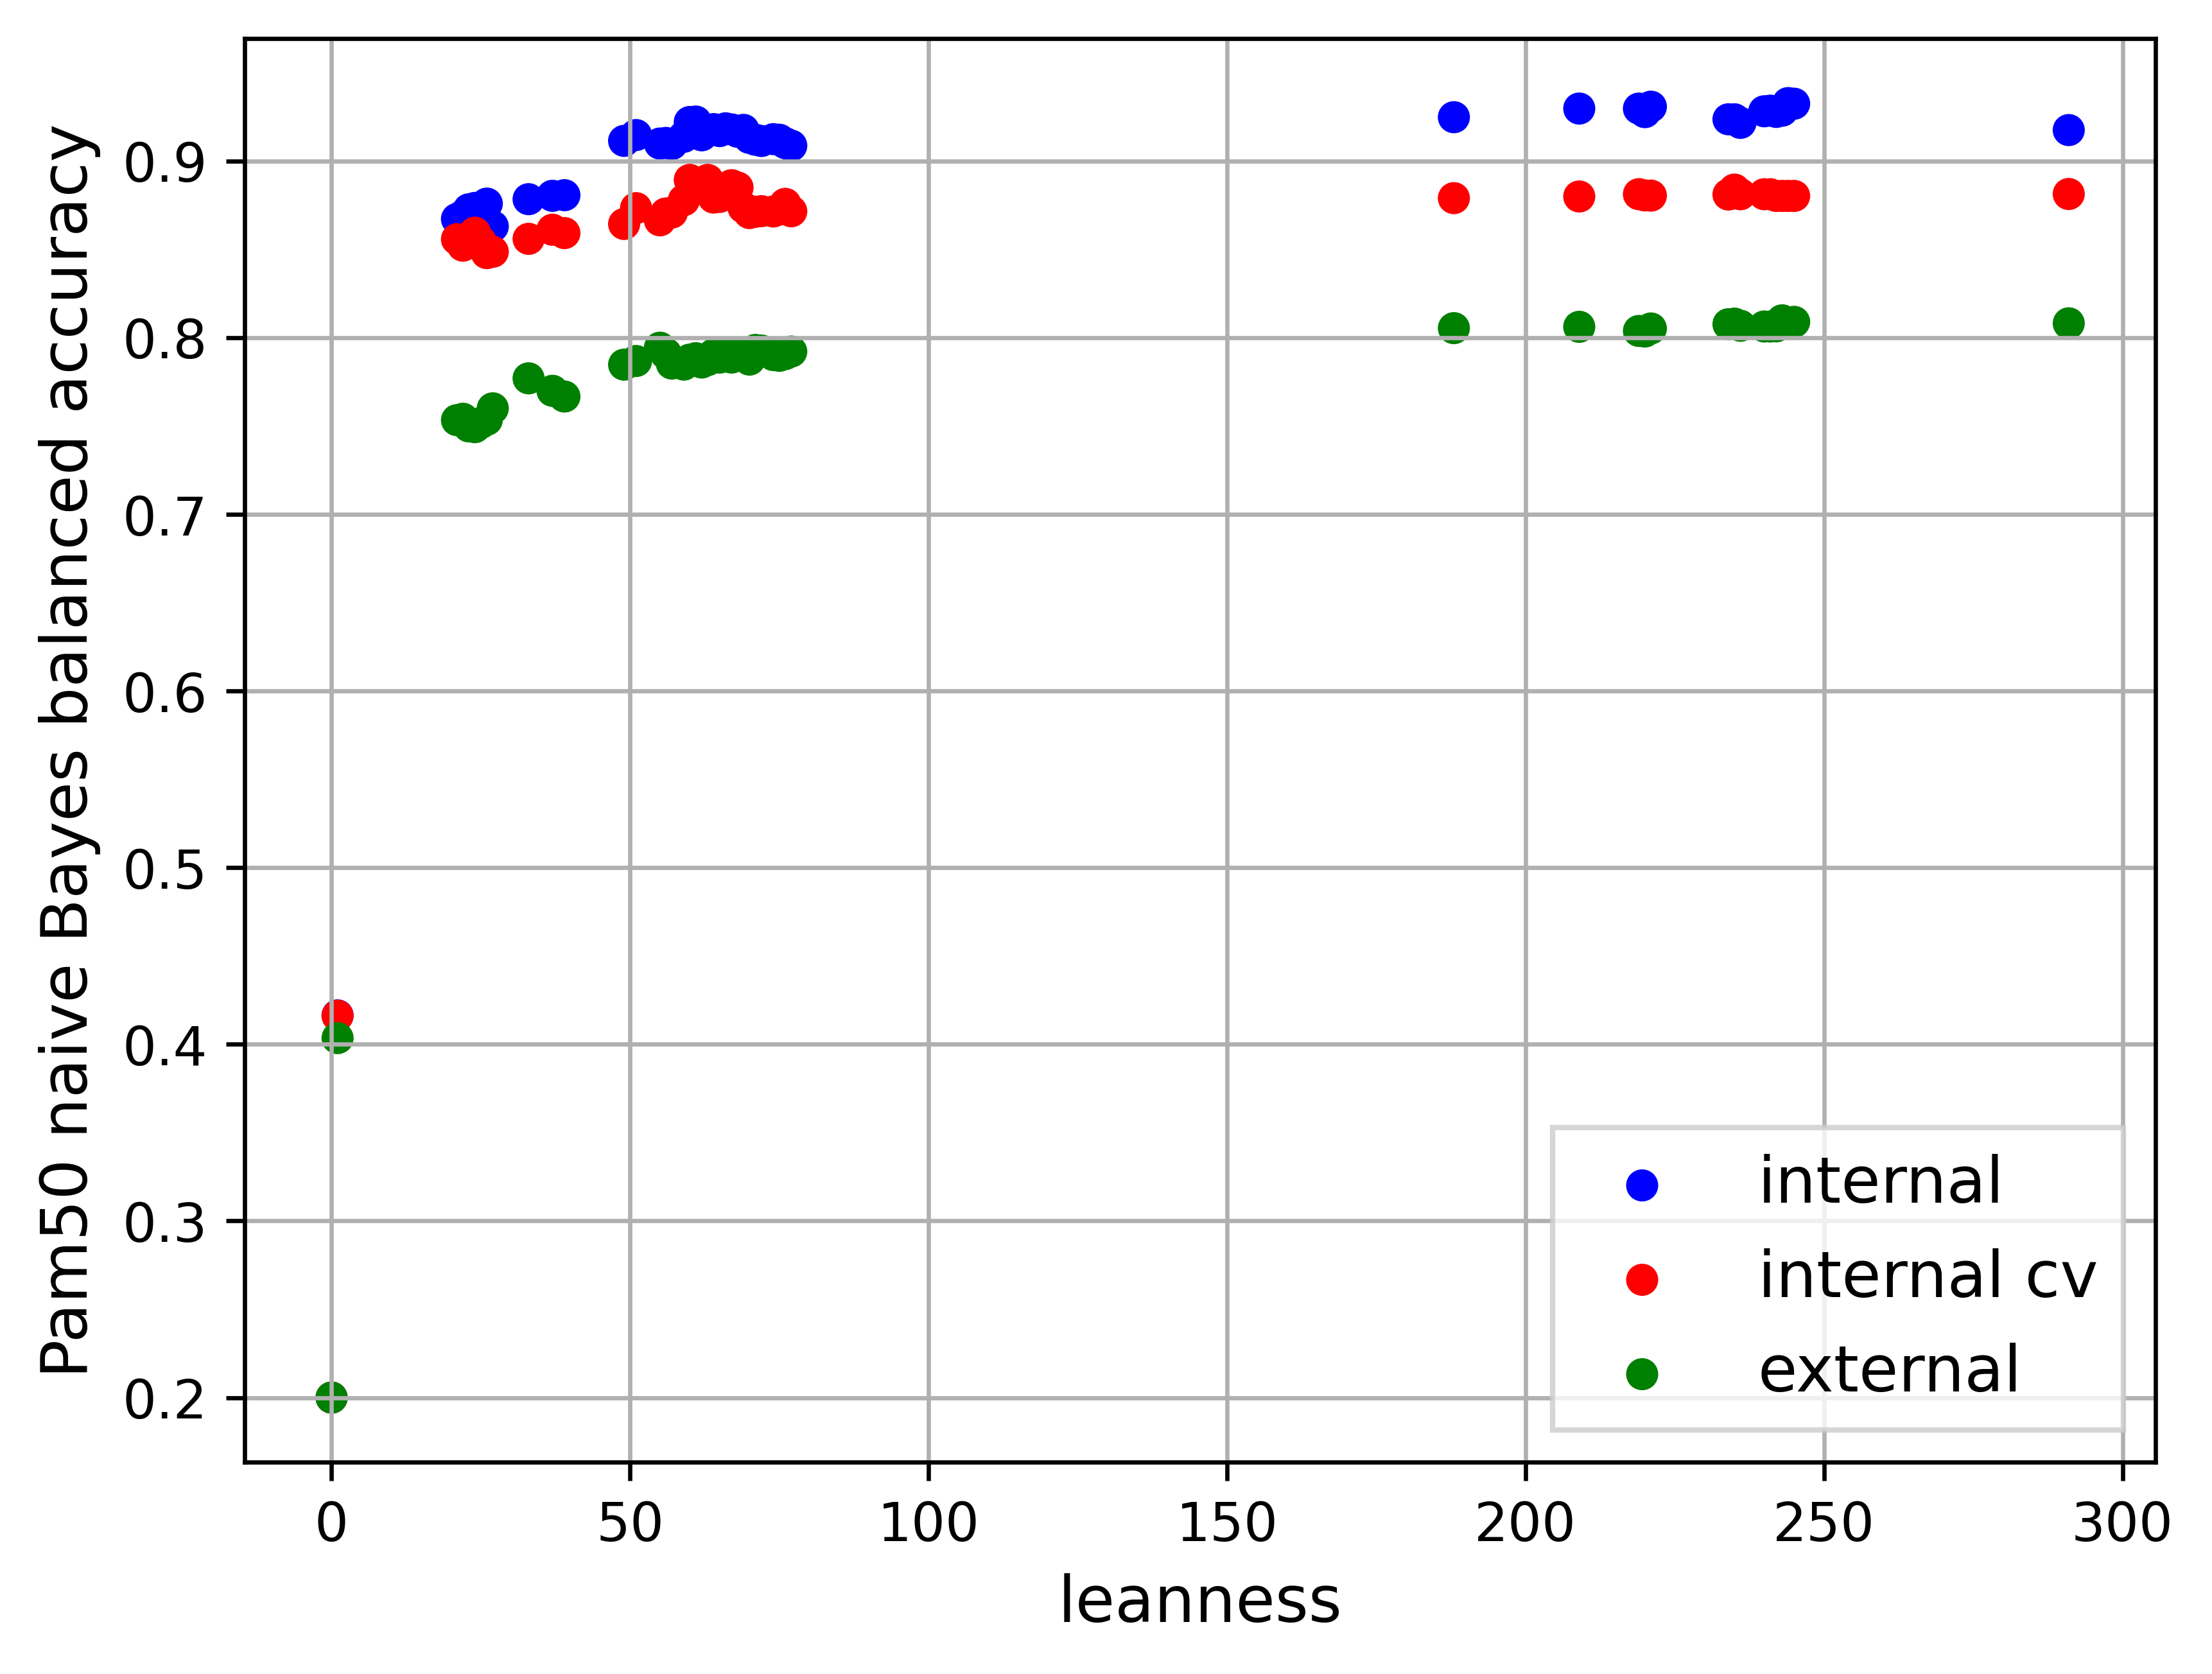 Pam50 naive Bayes balanced accuracy
0.9
0.8
0.7
0.6
0.5
0.4
0.3
0.2
0 50 100 150 200 250 300
leanness
internal
internal cv
external